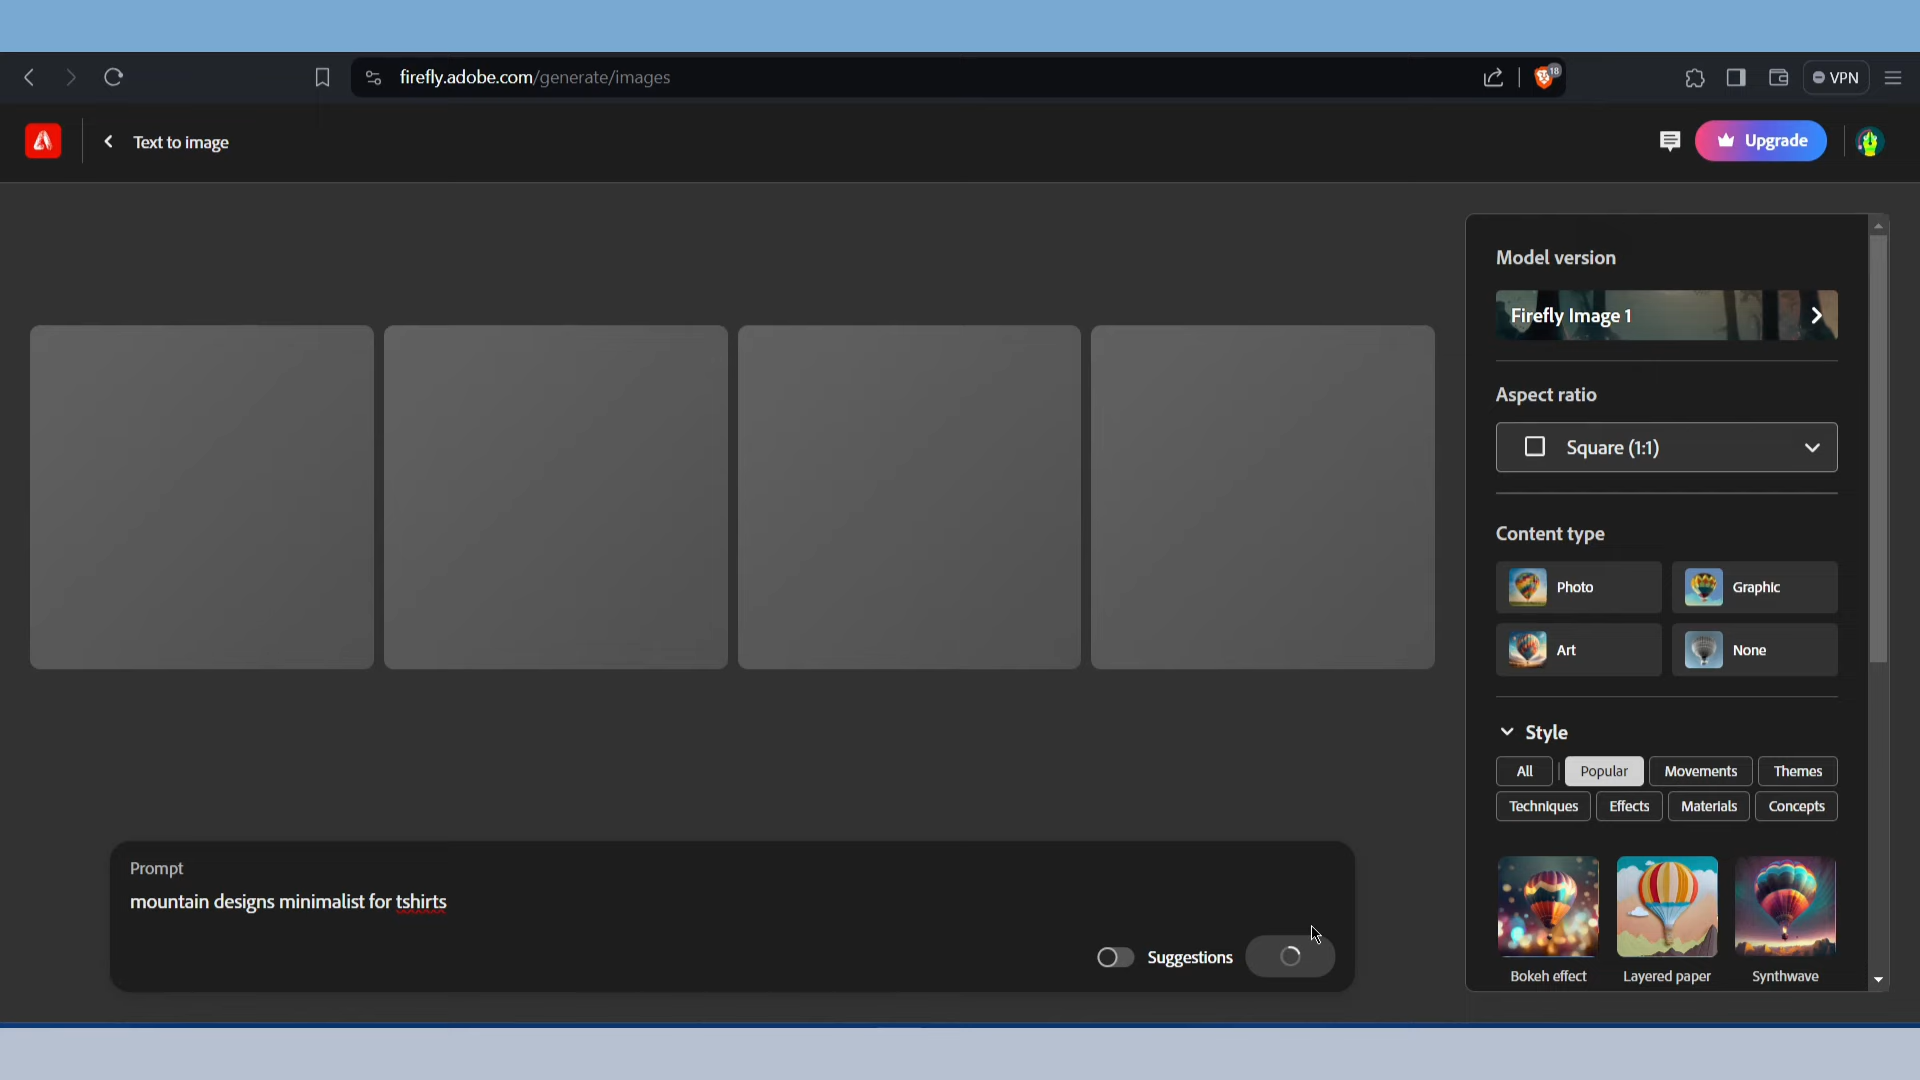 firefly.adobe.com/generate/images
18
VPN
Text to image
Upgrade
Model version
Firefly Image 1
Aspect ratio
Square (1:1)
Content type
Photo
Graphic
Art
None
Style
All
Popular
Movements
Themes
Techniques
Effects
Materials
Concepts
Bokeh effect
Layered paper
Synthwave
Prompt
mountain designs minimalist for tshirts
Suggestions